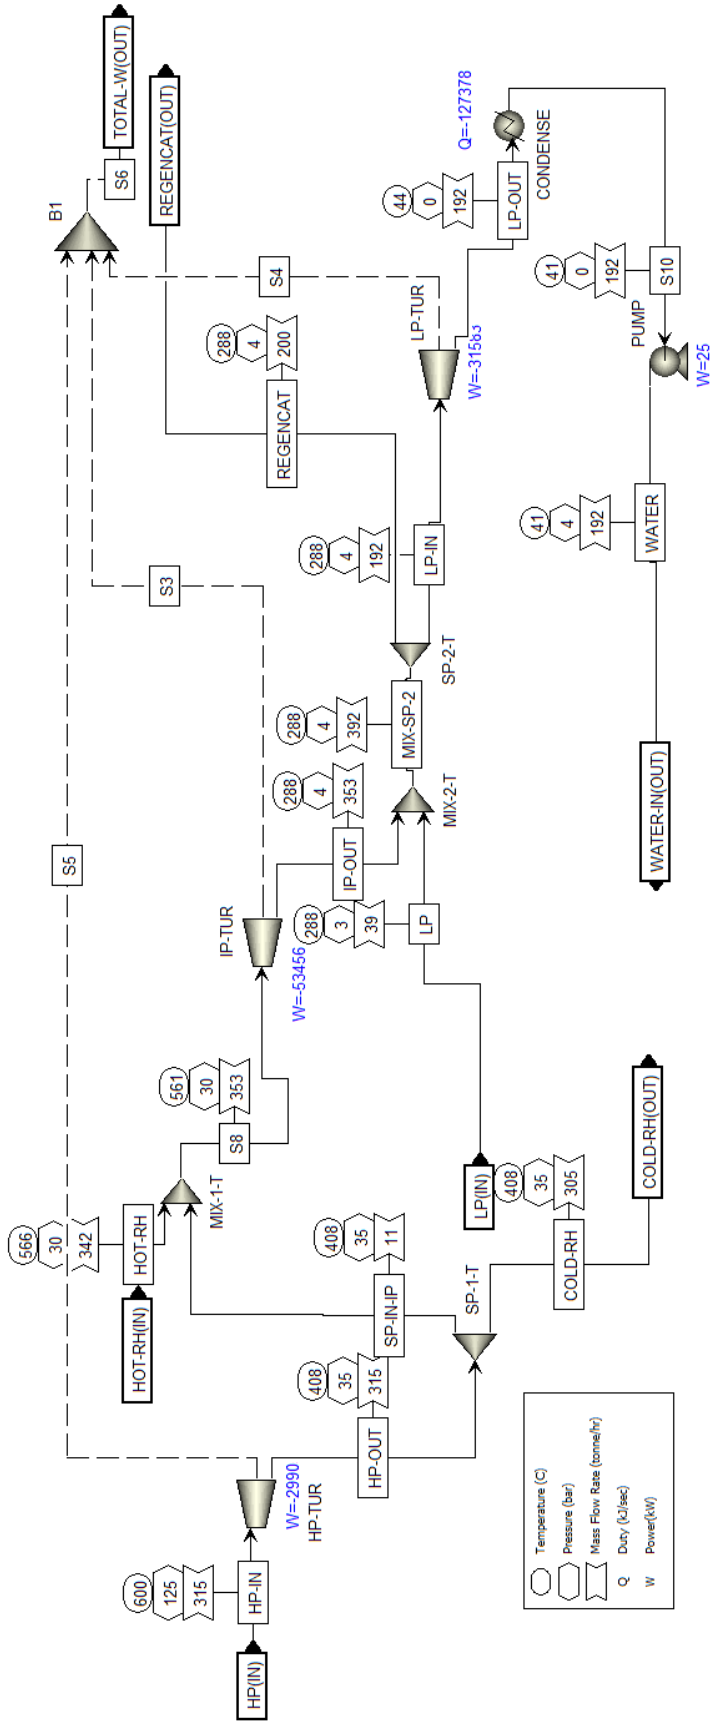 HP(IN)
600
125
315
HP-IN
W=-2990
HP-TUR
408
35
315
HP-OUT
SP-1-T
408
35
11
SP-IN-IP
408
35
305
COLD-RH
COLD-RH(OUT)
HOT-RH(IN)
566
30
342
HOT-RH
MIX-1-T
561
30
353
S8
IP-TUR
W=-53456
LP(IN)
288
3
39
LP
288
4
353
IP-OUT
MIX-2-T
288
4
392
MIX-SP-2
SP-2-T
288
4
192
LP-IN
288
4
200
REGENCAT
REGENCAT(OUT)
LP-TUR
W=-31583
44
0
192
LP-OUT
Q=-127378
CONDENSE
41
0
192
S10
PUMP
W=25
41
4
192
WATER
WATER-IN(OUT)
S5
S3
S4
B1
S6
TOTAL-W(OUT)
Temperature (C)
Pressure (bar)
Mass Flow Rate (tonne/hr)
Q Duty (kJ/sec)
W Power(kW)